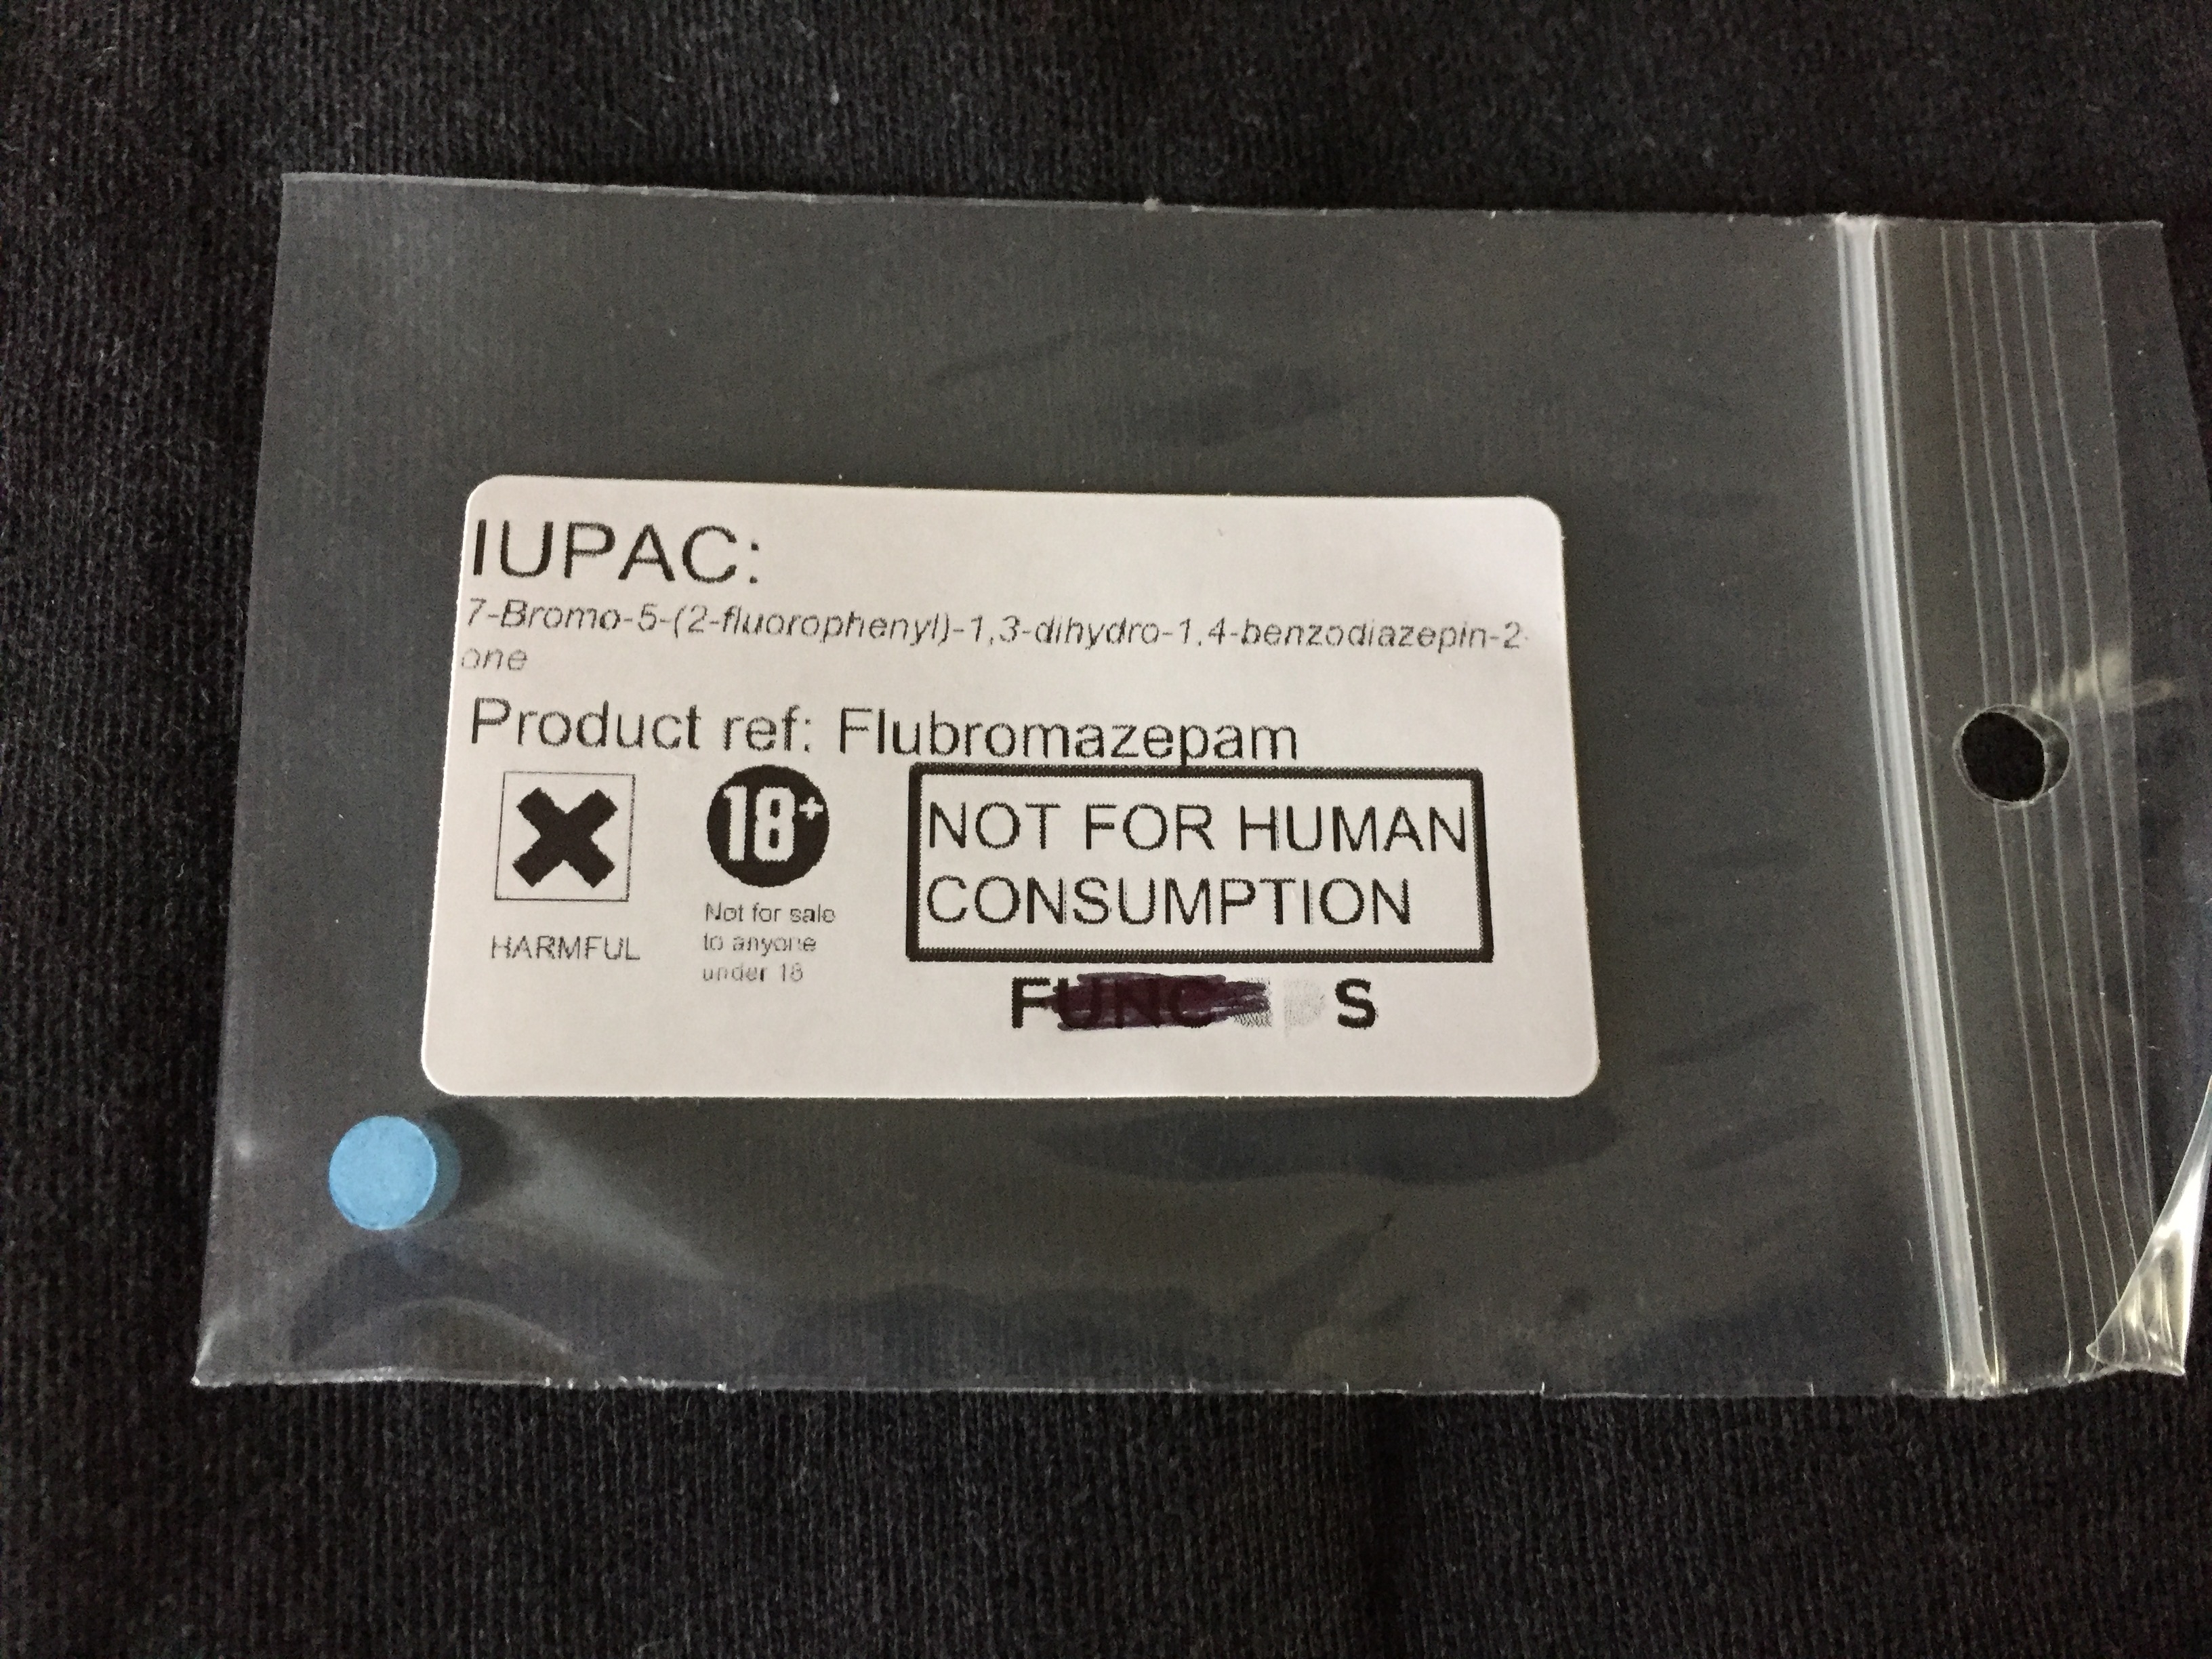 IUPAC:
7-Bromo-5-(2-fluorophenyl)-1,3-dihydro-1,4-benzodiazepin-2-
one
Product ref: Flubromazepam
18+
HARMFUL
Not for sale
to anyone
under 18
NOT FOR HUMAN
CONSUMPTION